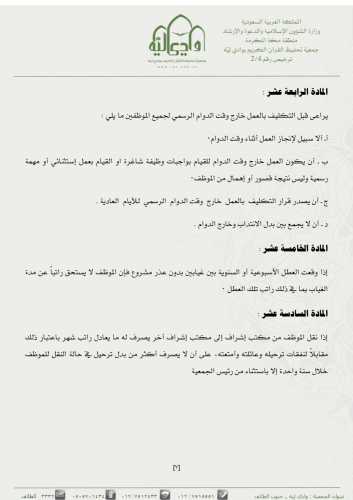 المملكة العربية السعودية
وزارة الشؤون الإسلامية والدعوة والإرشاد
منطقة مكة المكرمة
جمعية تحفيظ القرآن الكريم بوادي ليّة
ترخيص رقم 2/4
وادي ليّة
المادة الرابعة عشر :
يراعى قبل التكليف بالعمل خارج وقت الدوام الرسمي لجميع الموظفين ما يلي :
أ. ألا سبيل لإنجاز العمل أثناء وقت الدوام.
ب . أن يكون العمل خارج وقت الدوام للقيام بواجبات وظيفة شاغرة او القيام بعمل إستثنائي أو مهمة
رسمية وليس نتيجة قصور أو إهمال من الموظف.
ج- أن يصدر قرار التكليف بالعمل خارج وقت الدوام الرسمي للأيام العادية .
د . أن لا يجمع بين بدل الانتداب وخارج الدوام .
المادة الخامسة عشر :
إذا وقعت العطل الأسبوعية أو السنوية بين غيابين بدون عذر مشروع فإن الموظف لا يستحق راتباً عن مدة
الغياب بما في ذلك راتب تلك العطل .
المادة السادسة عشر :
إذا نقل الموظف من مكتب إشراف إلى مكتب إشراف آخر يصرف له ما يعادل راتب شهر باعتبار ذلك
مقابلاً لنفقات ترحيله وعائلته وأمتعته، على أن لا يصرف أكثر من بدل ترحيل في حالة النقل للموظف
خلال سنة واحدة إلا باستثناء من رئيس الجمعية